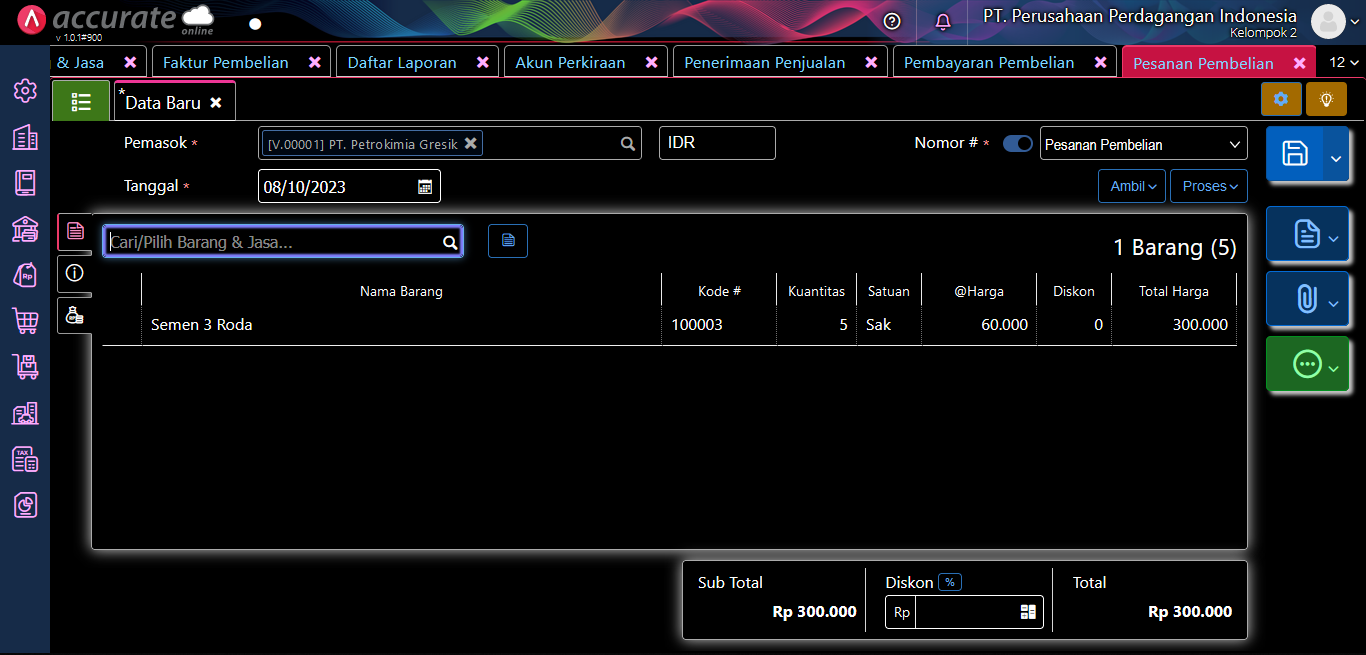 accurate online
v 1.0.1#900
PT. Perusahaan Perdagangan Indonesia
Kelompok 2
& Jasa
Faktur Pembelian
Daftar Laporan
Akun Perkiraan
Penerimaan Penjualan
Pembayaran Pembelian
Pesanan Pembelian
12
*Data Baru
Pemasok *
[V.00001] PT. Petrokimia Gresik
IDR
Nomor # *
Pesanan Pembelian
Tanggal *
08/10/2023
Ambil
Proses
Cari/Pilih Barang & Jasa...
1 Barang (5)
Nama Barang Kode # Kuantitas Satuan @Harga Diskon Total Harga
Semen 3 Roda 100003 5 Sak 60.000 0 300.000
Sub Total
Rp 300.000
Diskon %
Rp
Total
Rp 300.000